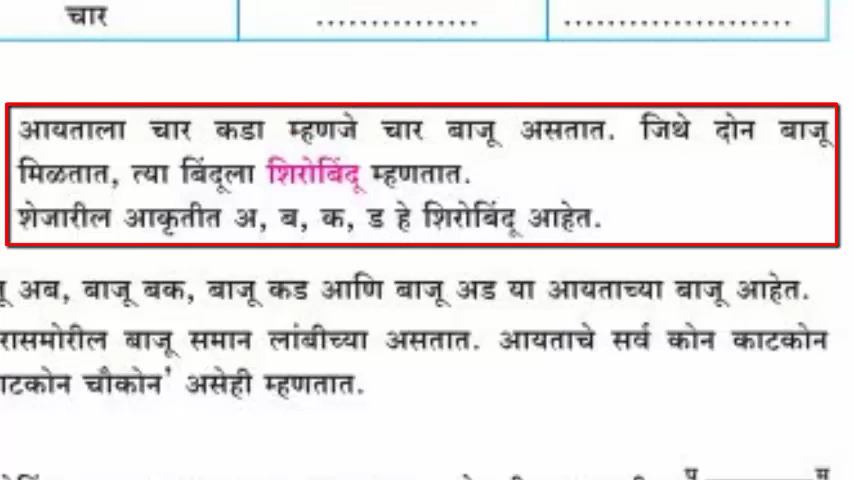 चार ............... .....................
आयताला चार कडा म्हणजे चार बाजू असतात. जिथे दोन बाजू
मिळतात, त्या बिंदूला शिरोबिंदू म्हणतात.
शेजारील आकृतीत अ, ब, क, ड हे शिरोबिंदू आहेत.
अब, बाजू बक, बाजू कड आणि बाजू अड या आयताच्या बाजू आहेत.
रासमोरील बाजू समान लांबीच्या असतात. आयताचे सर्व कोन काटकोन
ाटकोन चौकोन' असेही म्हणतात.
प म